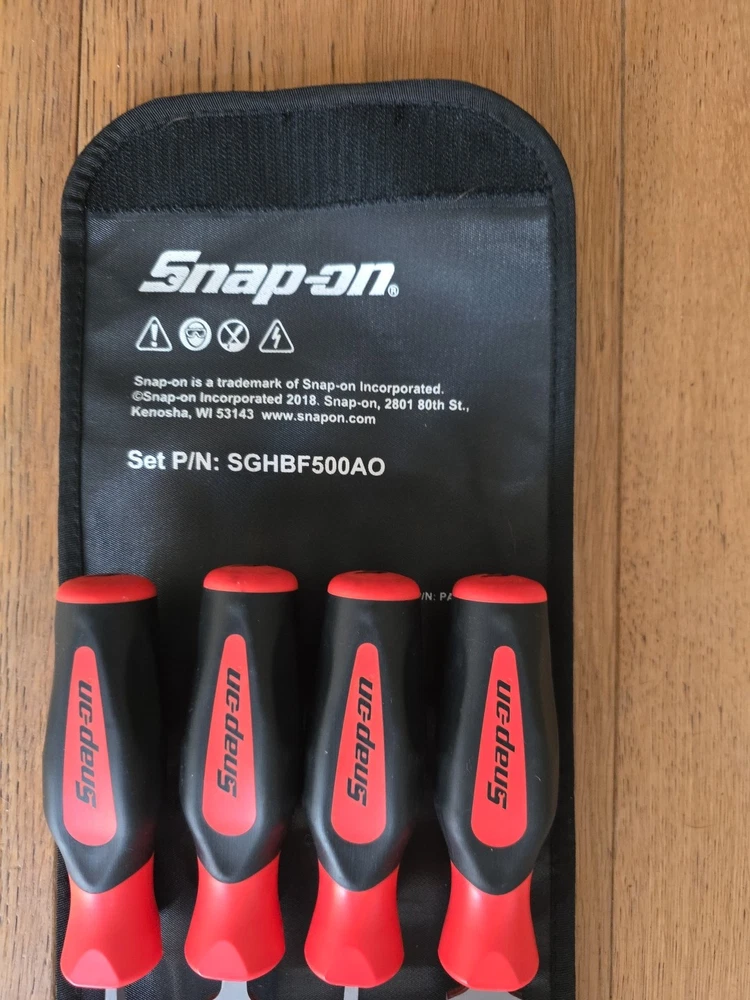 Snap-on®
Snap-on is a trademark of Snap-on Incorporated.
©Snap-on Incorporated 2018. Snap-on, 2801 80th St.,
Kenosha, WI 53143 www.snapon.com
Set P/N: SGHBF500AO
/N: PA
Snap-on
Snap-on
Snap-on
Snap-on